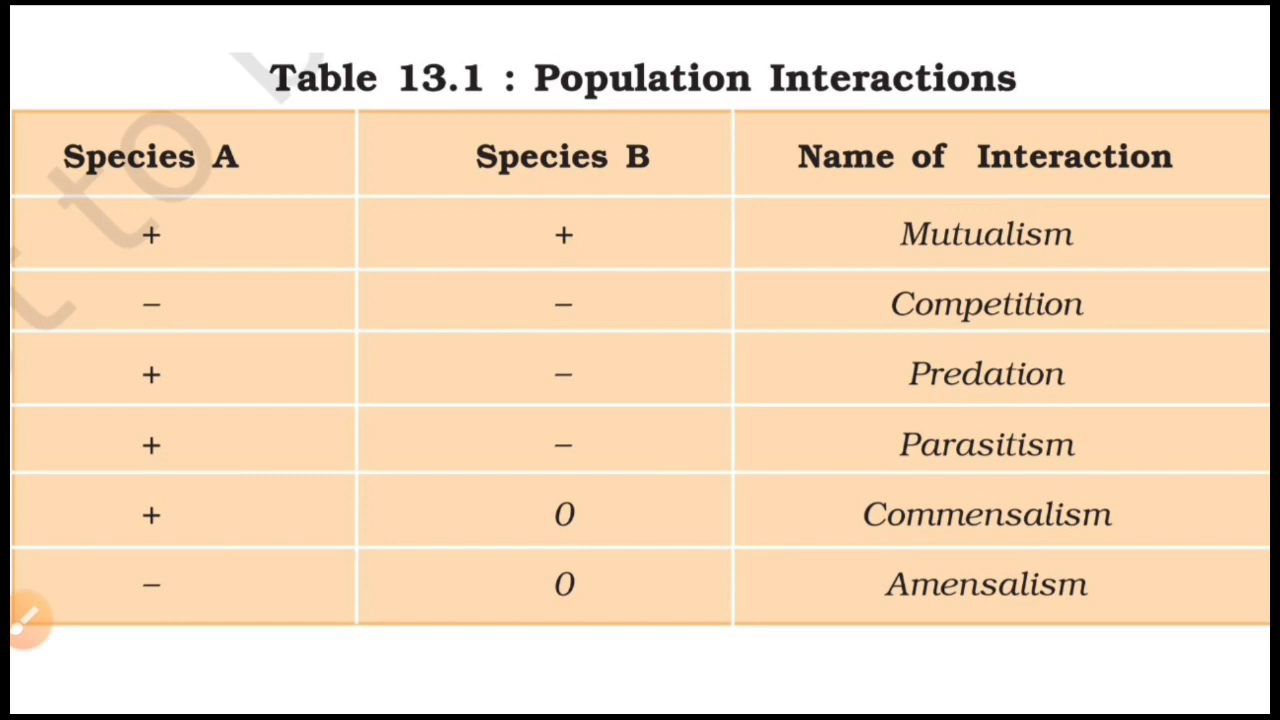 Table 13.1 : Population Interactions
Species A Species B Name of Interaction
+ + Mutualism
– – Competition
+ – Predation
+ – Parasitism
+ 0 Commensalism
– 0 Amensalism